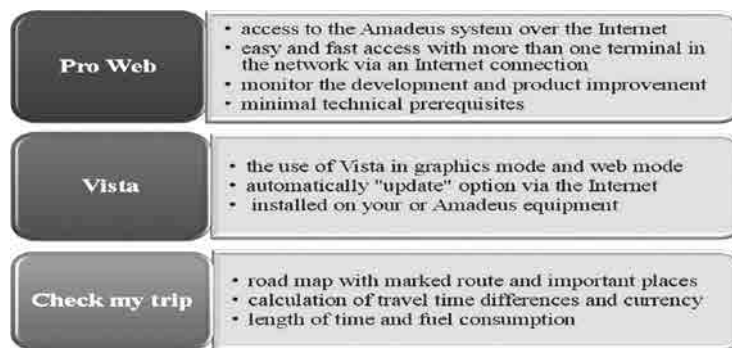 Pro Web
• access to the Amadeus system over the Internet
• easy and fast access with more than one terminal in
the network via an Internet connection
• monitor the development and product improvement
• minimal technical prerequisites
Vista
• the use of Vista in graphics mode and web mode
• automatically "update" option via the Internet
• installed on your or Amadeus equipment
Check my trip
• road map with marked route and important places
• calculation of travel time differences and currency
• length of time and fuel consumption